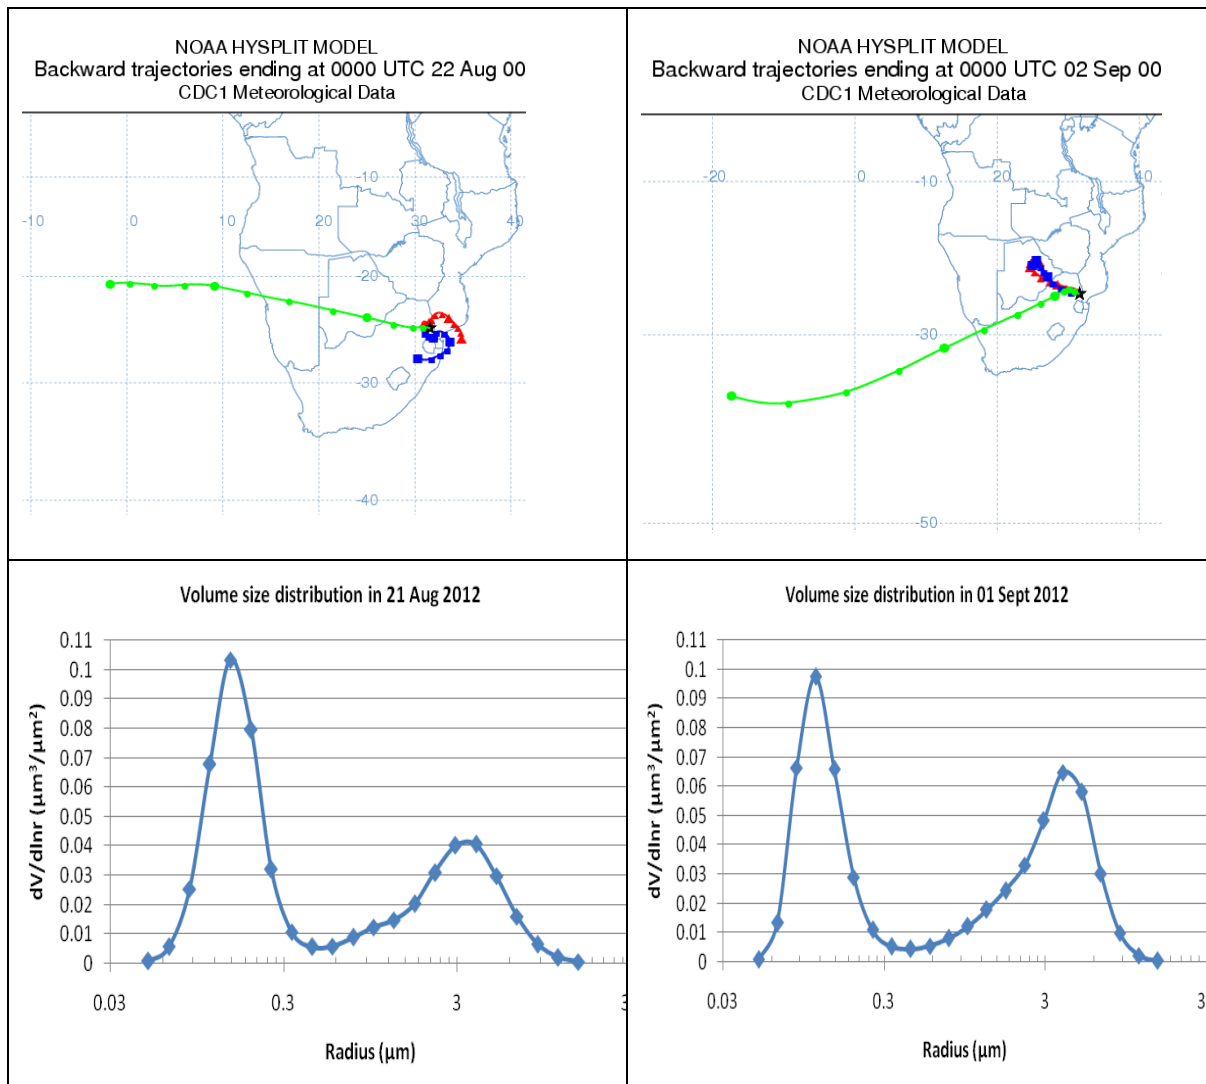 NOAA HYSPLIT MODEL
Backward trajectories ending at 0000 UTC 22 Aug 00
CDC1 Meteorological Data
-10
-10 0 10 20 30 40
-20
-30
-40
NOAA HYSPLIT MODEL
Backward trajectories ending at 0000 UTC 02 Sep 00
CDC1 Meteorological Data
-20 0 -10 20 40
-30
-50
Volume size distribution in 21 Aug 2012
dV/dlnr (µm³/µm²)
0.11
0.1
0.09
0.08
0.07
0.06
0.05
0.04
0.03
0.02
0.01
0
0.03 0.3 3 3
Radius (µm)
Volume size distribution in 01 Sept 2012
dV/dlnr (µm³/µm²)
0.11
0.1
0.09
0.08
0.07
0.06
0.05
0.04
0.03
0.02
0.01
0
0.03 0.3 3 3
Radius (µm)